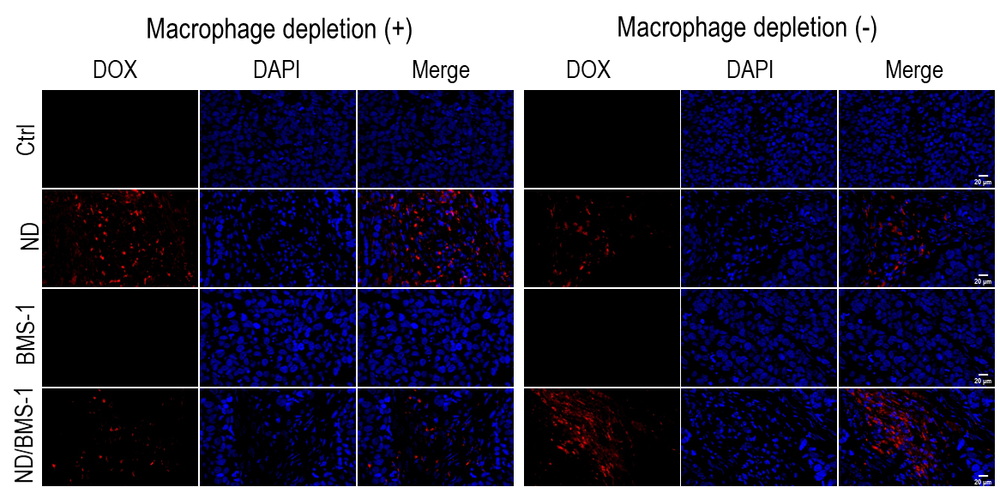 Macrophage depletion (+)
Macrophage depletion (-)
DOX
DAPI
Merge
DOX
DAPI
Merge
Ctrl
20 µm
ND
20 µm
BMS-1
20 µm
ND/BMS-1
20 µm